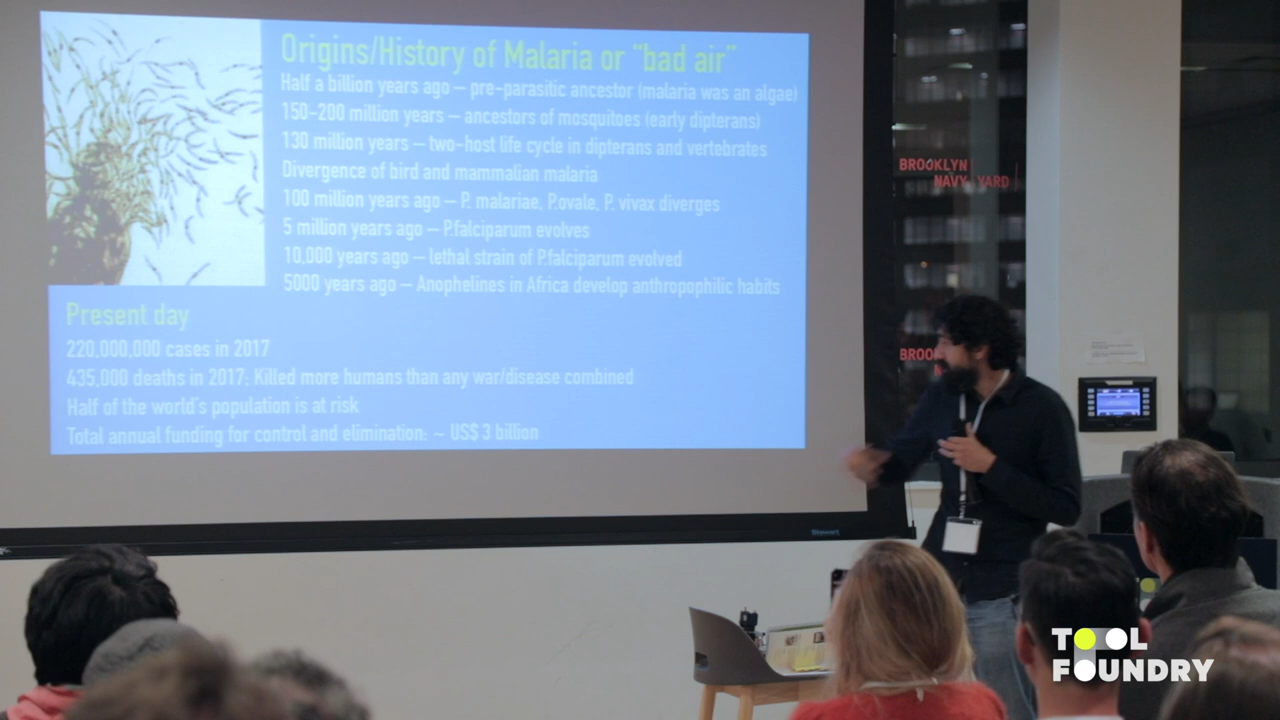 Origins/History of Malaria or "bad air"
Half a billion years ago – pre-parasitic ancestor (malaria was an algae)
150-200 million years – ancestors of mosquitoes (early dipterans)
130 million years – two-host life cycle in dipterans and vertebrates
Divergence of bird and mammalian malaria
100 million years ago – P. malariae, P.ovale, P. vivax diverges
5 million years ago – P.falciparum evolves
10,000 years ago – lethal strain of P.falciparum evolved
5000 years ago – Anophelines in Africa develop anthropophilic habits
Present day
220,000,000 cases in 2017
435,000 deaths in 2017; Killed more humans than any war/disease combined
Half of the world's population is at risk
Total annual funding for control and elimination: ~ US$ 3 billion
BROOKLYN
NAVY YARD
Stewart
TOOL
FOUNDRY